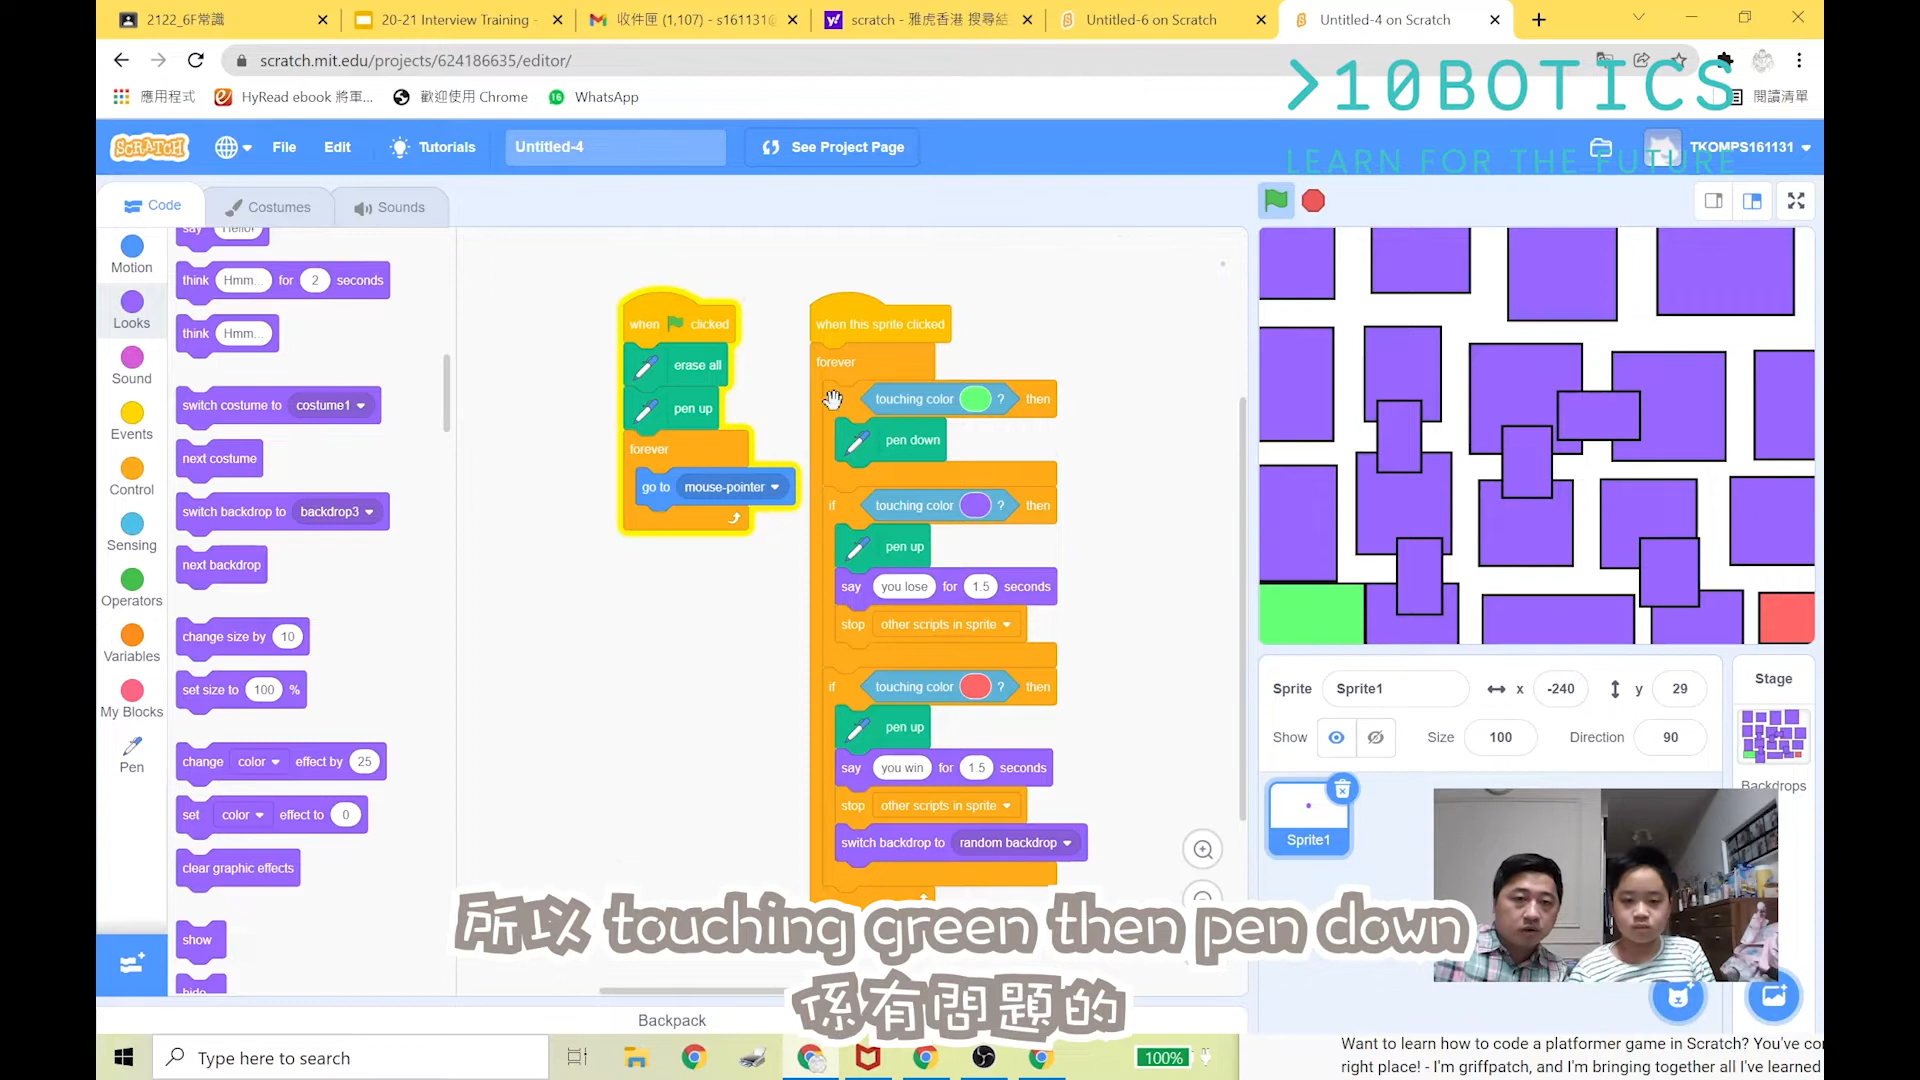 2122_6F常識
20-21 Interview Training -
收件匣 (1,107) - s161131@
scratch - 雅虎香港 搜尋結
Untitled-6 on Scratch
Untitled-4 on Scratch
scratch.mit.edu/projects/624186635/editor/
>10BOTICS
應用程式
HyRead ebook 將軍...
歡迎使用 Chrome
16
WhatsApp
閱讀清單
SCRATCH
File
Edit
Tutorials
Untitled-4
See Project Page
TKOMPS161131
LEARN FOR THE FUTURE
Code
Costumes
Sounds
Motion
Looks
Sound
Events
Control
Sensing
Operators
Variables
My Blocks
Pen
say Hello!
think Hmm... for 2 seconds
think Hmm...
switch costume to costume1
next costume
switch backdrop to backdrop3
next backdrop
change size by 10
set size to 100 %
change color effect by 25
set color effect to 0
clear graphic effects
show
hide
when clicked
erase all
pen up
forever
go to mouse-pointer
when this sprite clicked
forever
touching color ? then
pen down
if touching color ? then
pen up
say you lose for 1.5 seconds
stop other scripts in sprite
if touching color ? then
pen up
say you win for 1.5 seconds
stop other scripts in sprite
switch backdrop to random backdrop
Sprite Sprite1 x -240 y 29
Show Size 100 Direction 90
Sprite1
Stage
Backdrops
所以 touching green then pen down
係有問題的
Backpack
Type here to search
100%
Want to learn how to code a platformer game in Scratch? You've co
right place! - I'm griffpatch, and I'm bringing together all I've learned